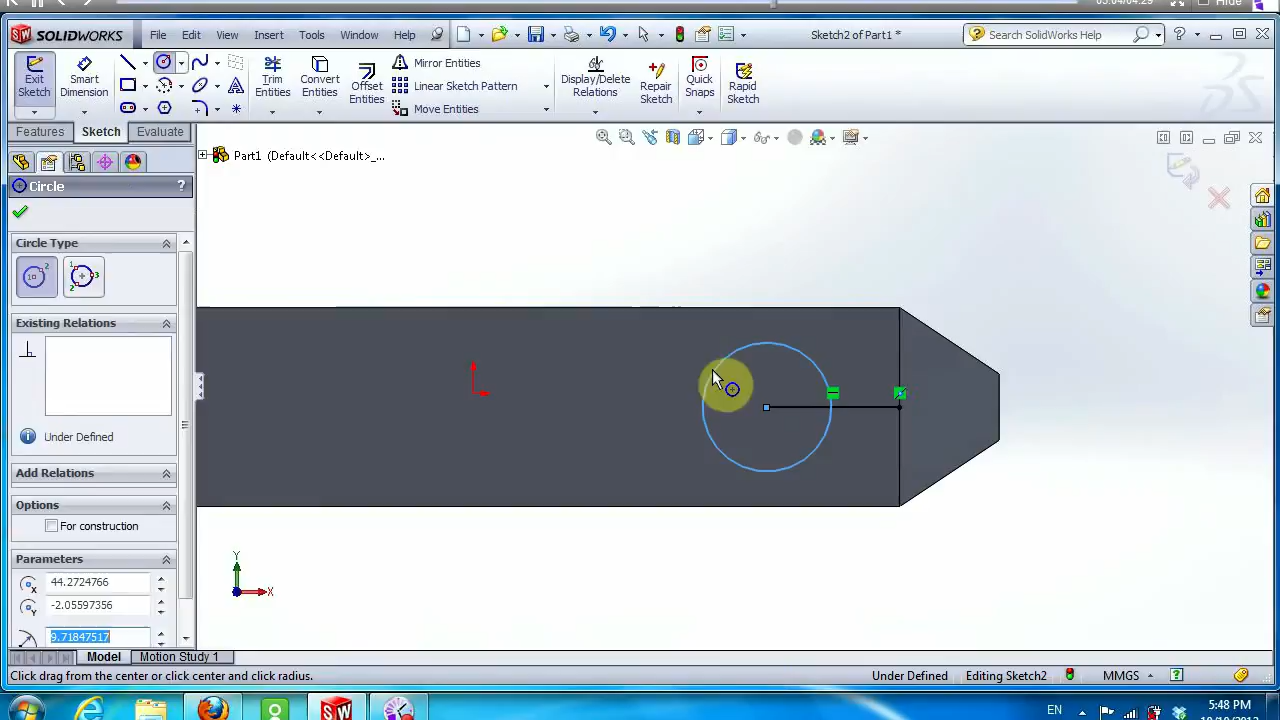 Hide
SOLIDWORKS File Edit View Insert Tools Window Help Sketch2 of Part1 * Search SolidWorks Help
Exit Sketch
Smart Dimension
Trim Entities
Convert Entities
Offset Entities
Mirror Entities
Linear Sketch Pattern
Move Entities
Display/Delete Relations
Repair Sketch
Quick Snaps
Rapid Sketch
Features Sketch Evaluate
Part1 (Default<<Default>_...
Circle ?
Circle Type
Existing Relations
Under Defined
Add Relations
Options
For construction
Parameters
44.2724766
-2.05597356
9.71847517
Y
X
Model Motion Study 1
Click drag from the center or click center and radius. Under Defined Editing Sketch2 MMGS
EN 5:48 PM